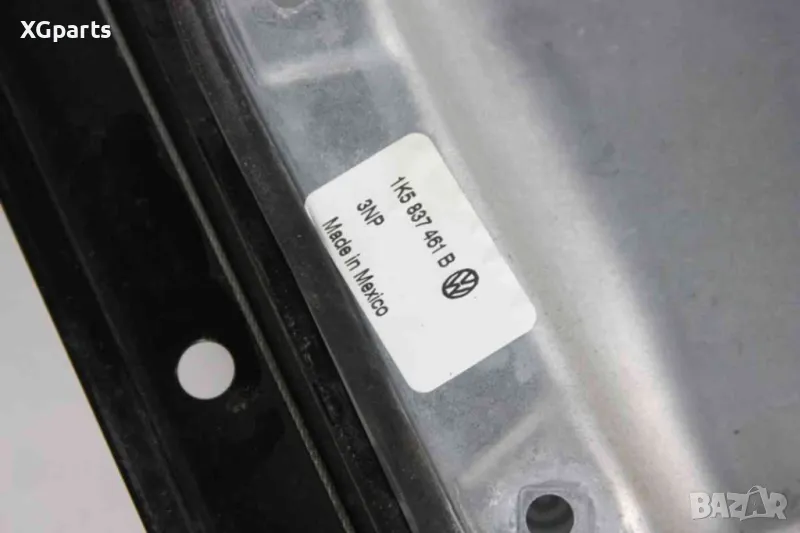 XGparts
1K5 837 461 B
3NP
Made in Mexico
BAZAR